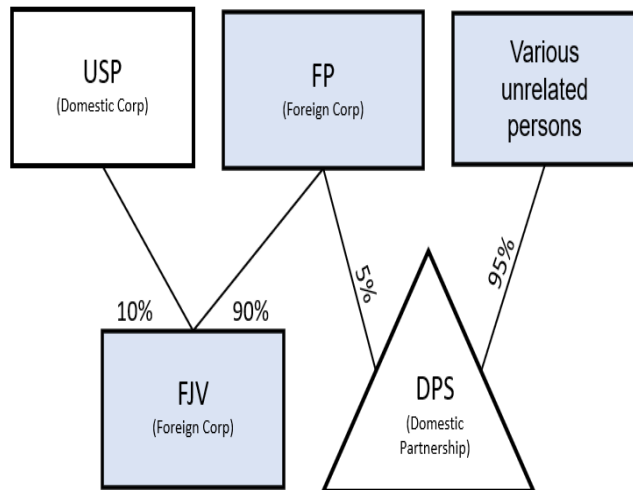 USP
(Domestic Corp)
FP
(Foreign Corp)
Various
unrelated
persons
10%
90%
5%
95%
FJV
(Foreign Corp)
DPS
(Domestic
Partnership)